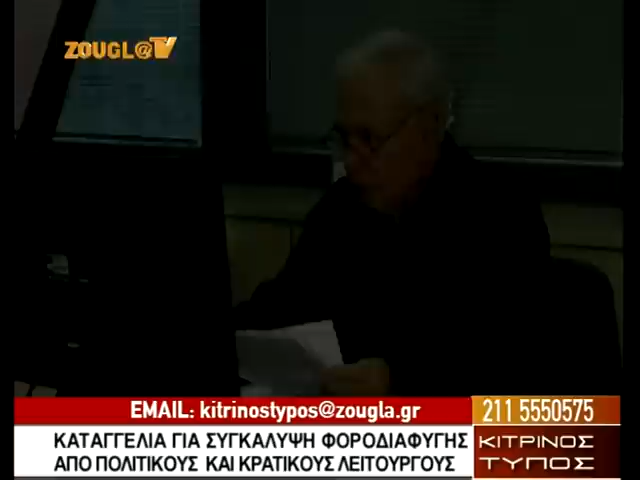 ZOUGL@TV
EMAIL: kitrinostypos@zougla.gr
211 5550575
ΚΑΤΑΓΓΕΛΙΑ ΓΙΑ ΣΥΓΚΑΛΥΨΗ ΦΟΡΟΔΙΑΦΥΓΗΣ
ΑΠΟ ΠΟΛΙΤΙΚΟΥΣ ΚΑΙ ΚΡΑΤΙΚΟΥΣ ΛΕΙΤΟΥΡΓΟΥΣ
ΚΙΤΡΙΝΟΣ
ΤΥΠΟΣ